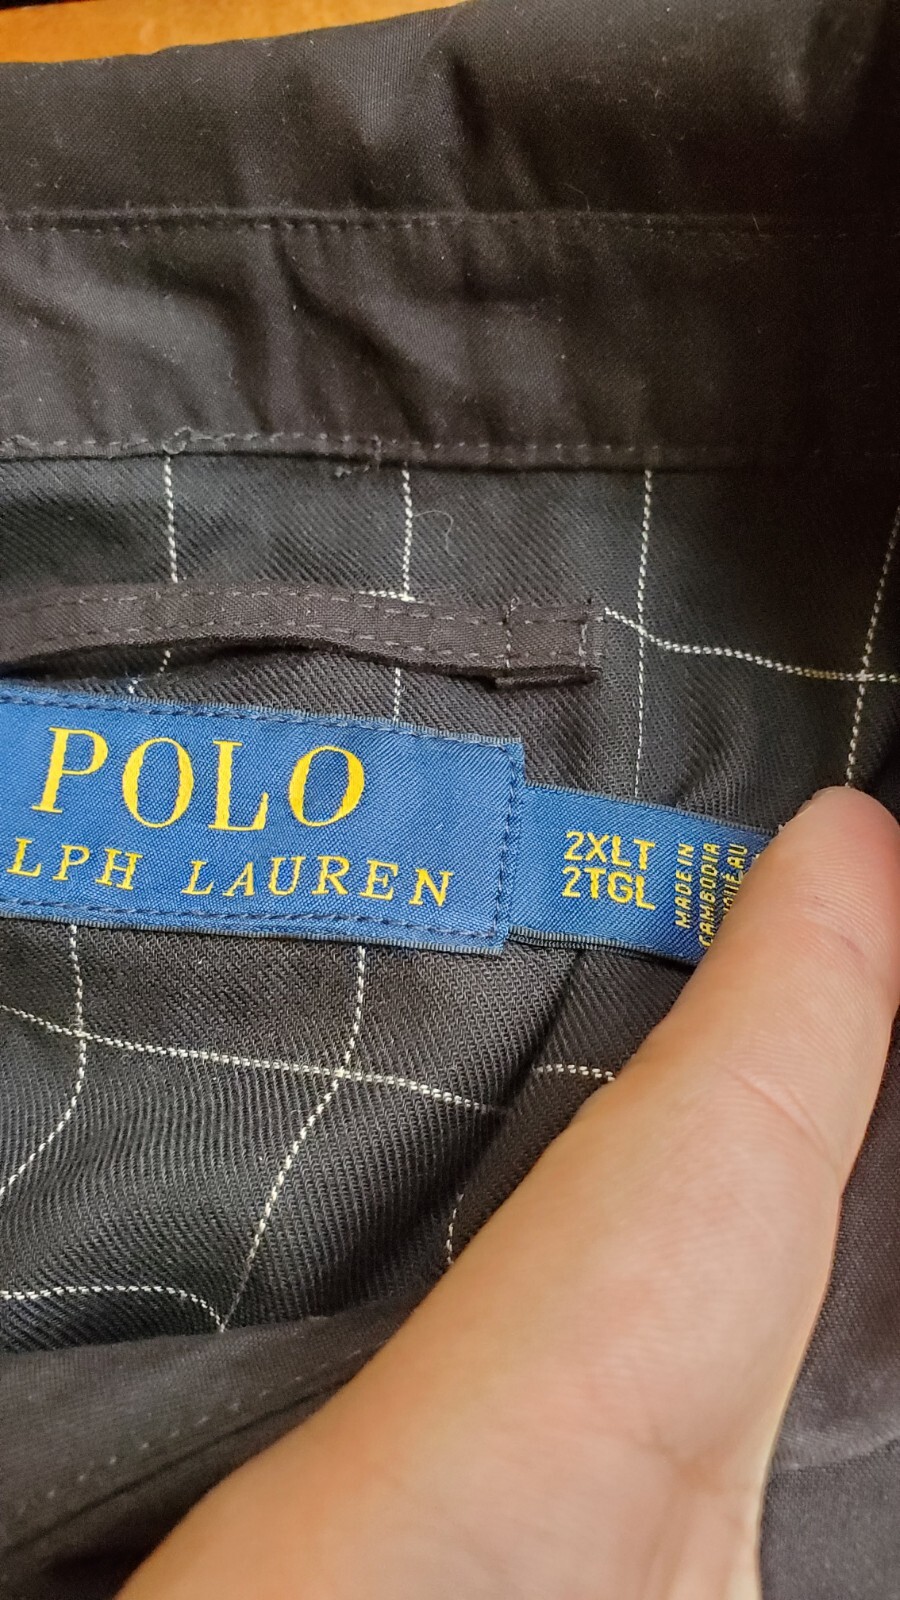 POLO
LPH LAUREN
2XLT
2TGL
MADE IN
CAMBODIA